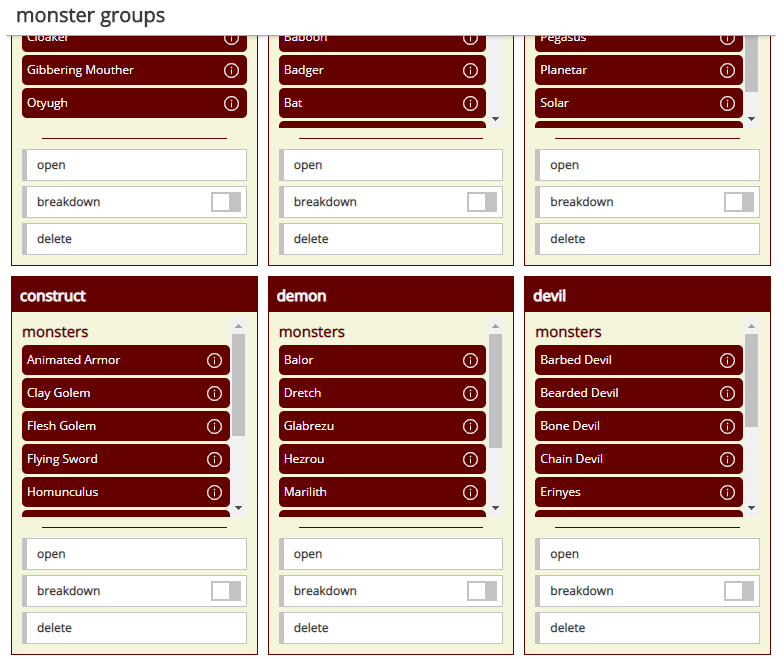 monster groups
Cloaker
Gibbering Mouther
Otyugh
open
breakdown
delete
Baboon
Badger
Bat
open
breakdown
delete
Pegasus
Planetar
Solar
open
breakdown
delete
construct
monsters
Animated Armor
Clay Golem
Flesh Golem
Flying Sword
Homunculus
open
breakdown
delete
demon
monsters
Balor
Dretch
Glabrezu
Hezrou
Marilith
open
breakdown
delete
devil
monsters
Barbed Devil
Bearded Devil
Bone Devil
Chain Devil
Erinyes
open
breakdown
delete